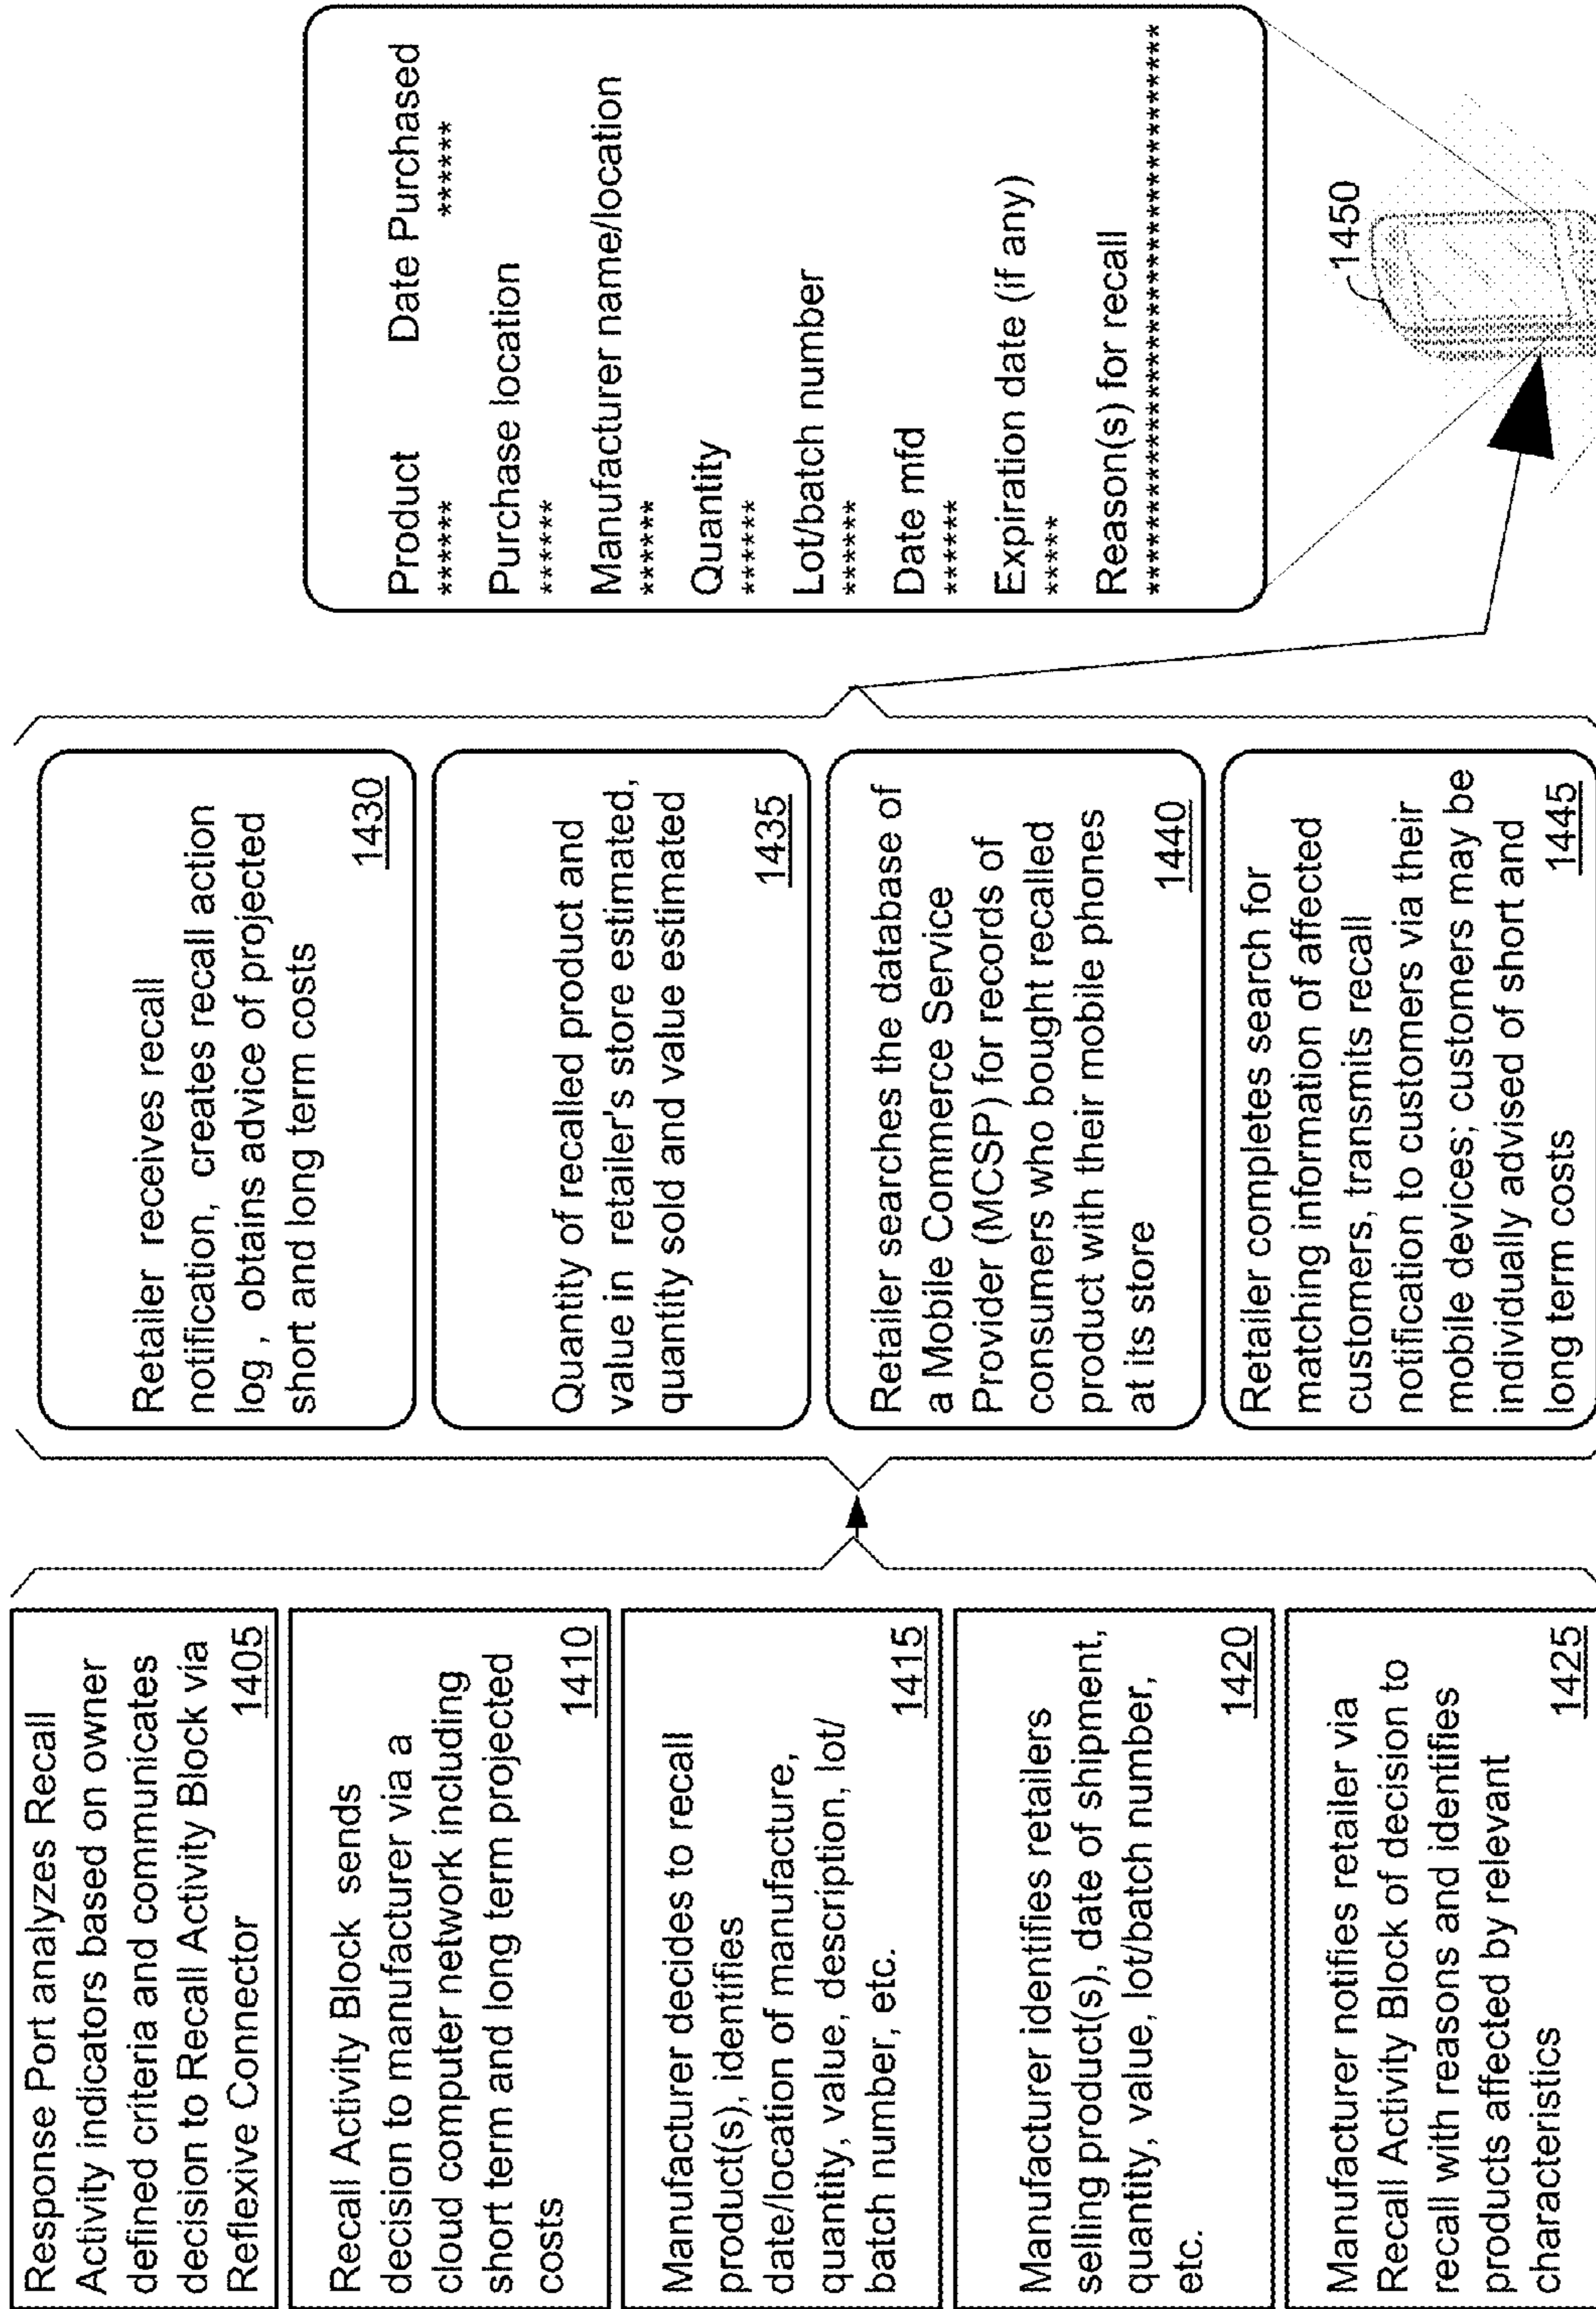 Response Port analyzes Recall
Activity indicators based on owner
defined criteria and communicates
decision to Recall Activity Block via
Reflexive Connector
1405
Recall Activity Block sends
decision to manufacturer via a
cloud computer network including
short term and long term projected
costs
1410
Manufacturer decides to recall
product(s), identifies
date/location of manufacture,
quantity, value, description, lot/
batch number, etc.
1415
Manufacturer identifies retailers
selling product(s), date of shipment,
quantity, value, lot/batch number,
etc.
1420
Manufacturer notifies retailer via
Recall Activity Block of decision to
recall with reasons and identifies
products affected by relevant
characteristics
1425
Retailer receives recall
notification, creates recall action
log , obtains advice of projected
short and long term costs
1430
Quantity of recalled product and
value in retailer's store estimated,
quantity sold and value estimated
1435
Retailer searches the database of
a Mobile Commerce Service
Provider (MCSP) for records of
consumers who bought recalled
product with their mobile phones
at its store
1440
Retailer completes search for
matching information of affected
customers, transmits recall
notification to customers via their
mobile devices; customers may be
individually advised of short and
long term costs
1445
Product Date Purchased
****** ******
Purchase location
******
Manufacturer name/location
******
Quantity
******
Lot/batch number
******
Date mfd
******
Expiration date (if any)
*****
Reason(s) for recall
****************************************
1450